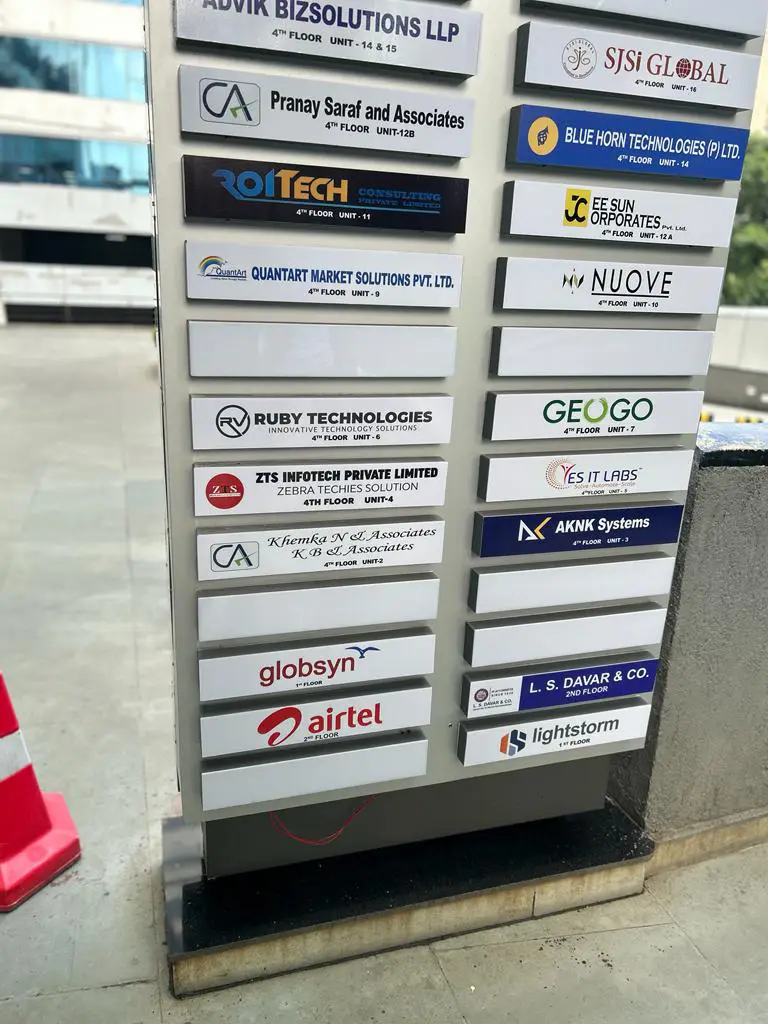 ADVIK BIZSOLUTIONS LLP
4TH FLOOR UNIT - 14 & 15
CA
Pranay Saraf and Associates
4TH FLOOR UNIT-12B
ROITECH CONSULTING
PRIVATE LIMITED
4TH FLOOR UNIT - 11
QuantArt
QUANTART MARKET SOLUTIONS PVT. LTD.
4TH FLOOR UNIT - 9
RV
RUBY TECHNOLOGIES
INNOVATIVE TECHNOLOGY SOLUTIONS
4TH FLOOR UNIT - 6
ZTS
ZTS INFOTECH PRIVATE LIMITED
ZEBRA TECHIES SOLUTION
4TH FLOOR UNIT-4
CA
Khemka N & Associates
K B & Associates
4TH FLOOR UNIT-2
globsyn
1ST FLOOR
airtel
2ND FLOOR
SJSi GLOBAL
4TH FLOOR UNIT - 16
BLUE HORN TECHNOLOGIES (P) LTD.
4TH FLOOR UNIT - 14
JC
EE SUN
ORPORATES Pvt. Ltd.
4TH FLOOR UNIT - 12 A
NUOVE
4TH FLOOR UNIT - 10
GEOGO
4TH FLOOR UNIT - 7
YES IT LABS
Solve-Automate-Scale
4TH FLOOR UNIT - 5
AKNK Systems
4TH FLOOR UNIT - 3
L. S. DAVAR & CO.
L. S. DAVAR & CO.
2ND FLOOR
lightstorm
1ST FLOOR